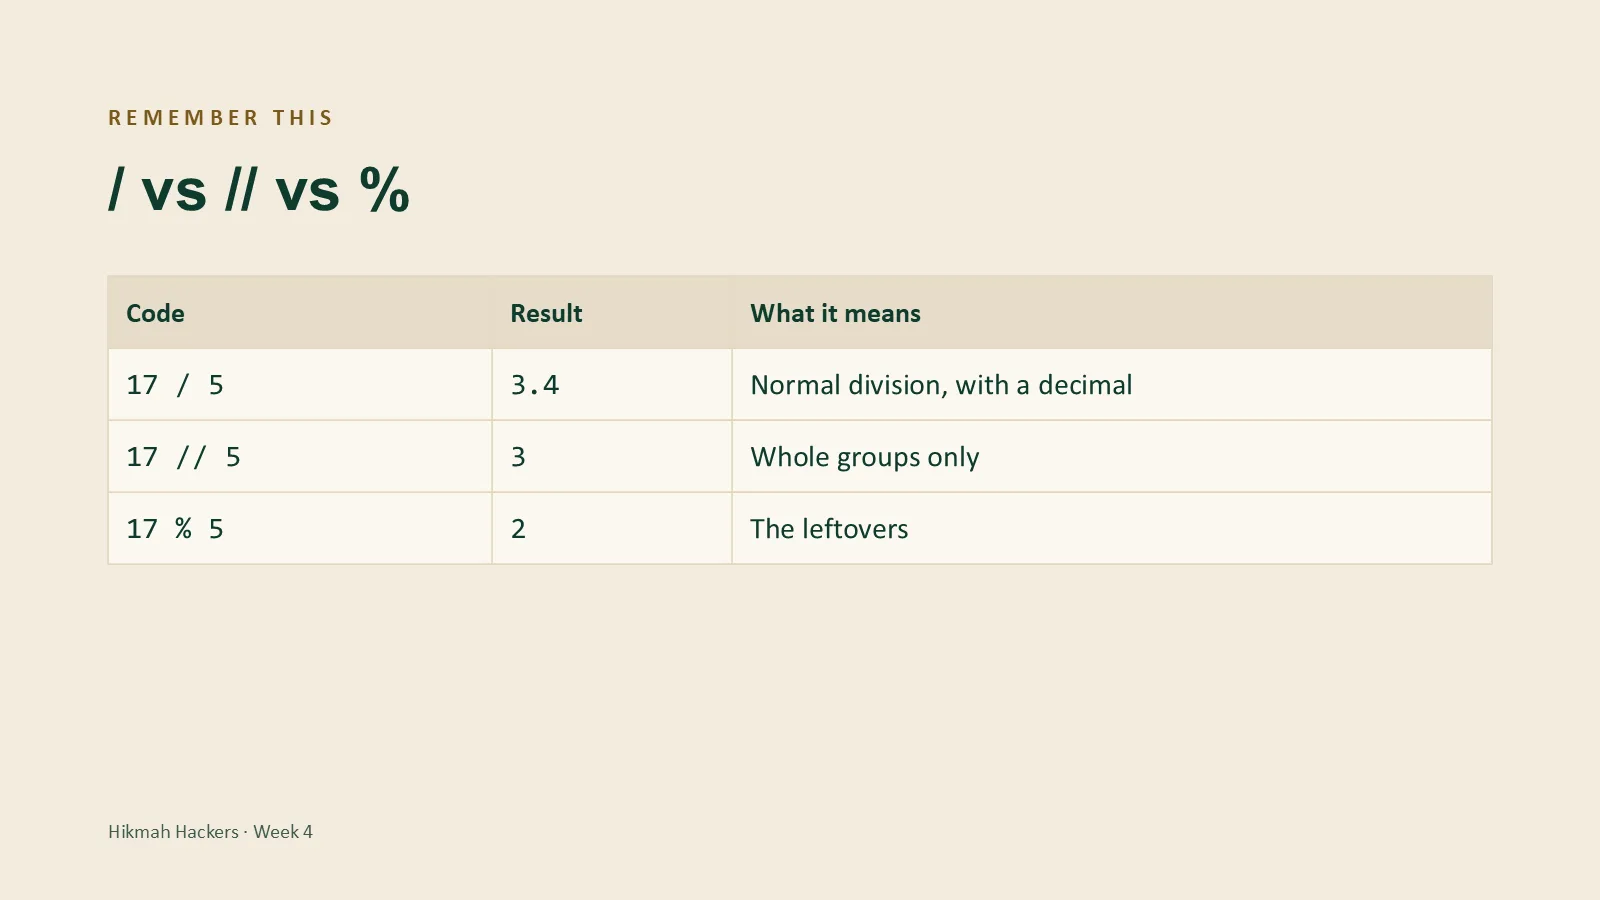 REMEMBER THIS
/ vs // vs %
Code Result What it means
17 / 5 3.4 Normal division, with a decimal
17 // 5 3 Whole groups only
17 % 5 2 The leftovers
Hikmah Hackers · Week 4